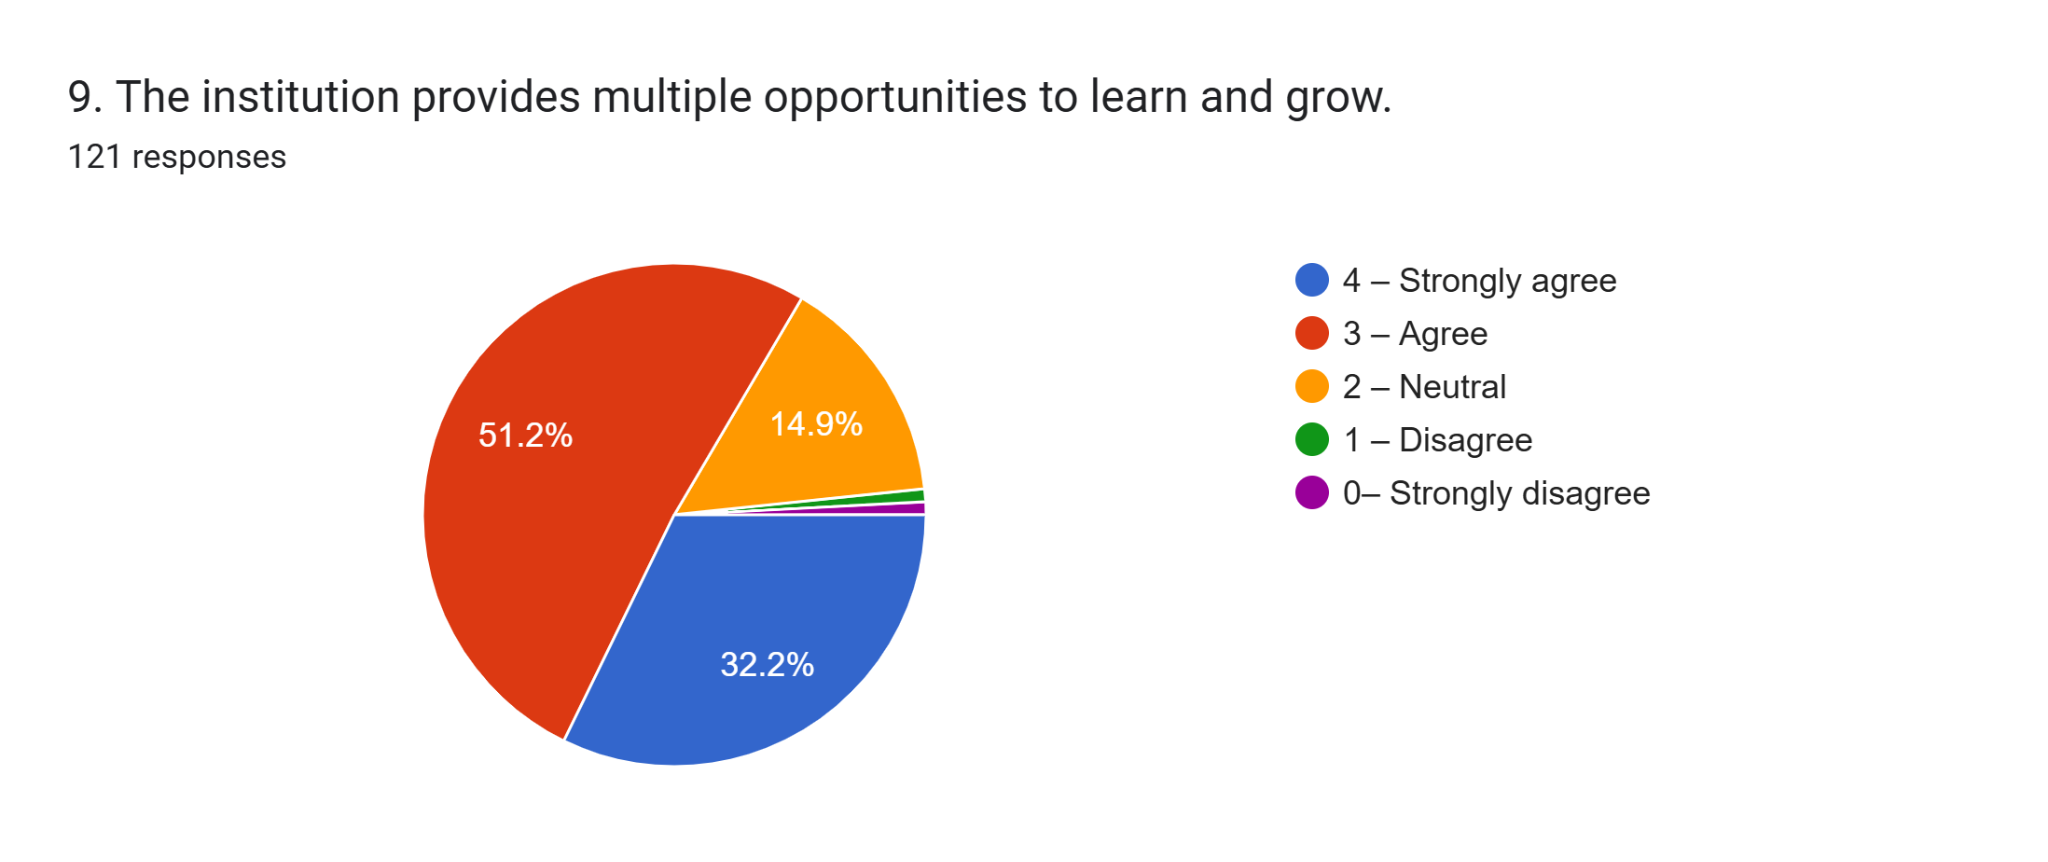 9. The institution provides multiple opportunities to learn and grow.
121 responses
4 – Strongly agree
3 – Agree
2 – Neutral
1 – Disagree
0– Strongly disagree
51.2%
14.9%
32.2%